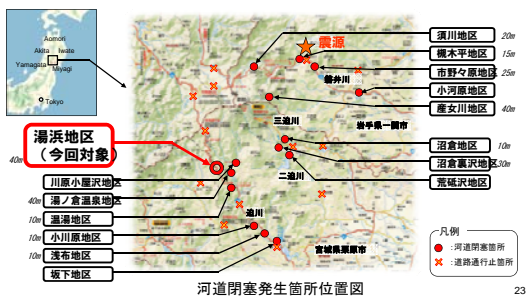 Aomori
Akita
Iwate
Yamagata
Miyagi
Tokyo
震源
須川地区
20m
槻木平地区
15m
市野々原地区
25m
小河原地区
産女川地区
40m
磐井川
三迫川
岩手県一関市
湯浜地区
(今回対象)
40m
沼倉地区
10m
沼倉裏沢地区
30m
荒砥沢地区
二迫川
川原小屋沢地区
40m
湯ノ倉温泉地区
10m
温湯地区
10m
小川原地区
10m
浅布地区
坂下地区
迫川
宮城県栗原市
凡例
:河道閉塞箇所
:道路通行止箇所
河道閉塞発生箇所位置図
23